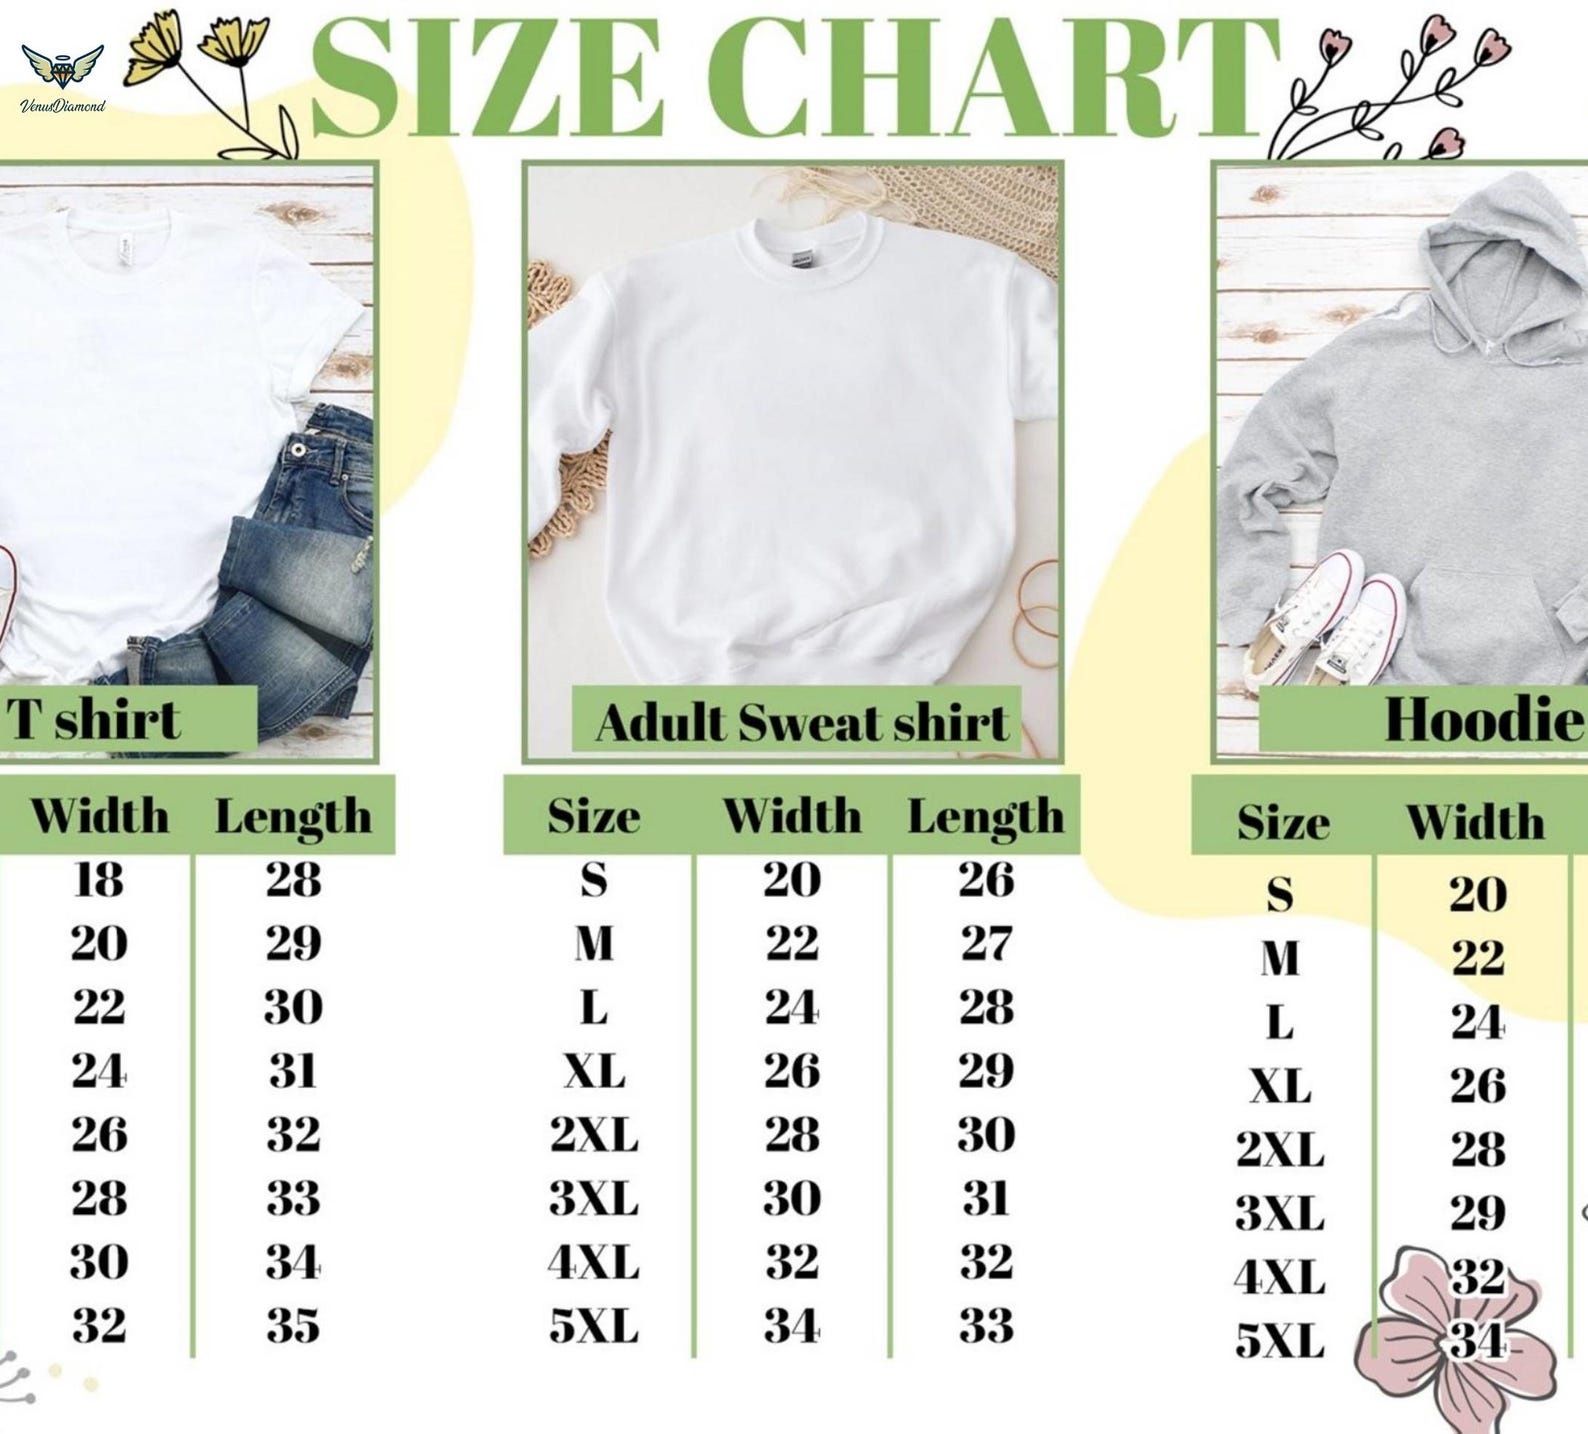 VenusDiamond
SIZE CHART
T shirt
Width Length
18 28
20 29
22 30
24 31
26 32
28 33
30 34
32 35
Adult Sweat shirt
Size Width Length
S 20 26
M 22 27
L 24 28
XL 26 29
2XL 28 30
3XL 30 31
4XL 32 32
5XL 34 33
Hoodie
Size Width
S 20
M 22
L 24
XL 26
2XL 28
3XL 29
4XL 32
5XL 34